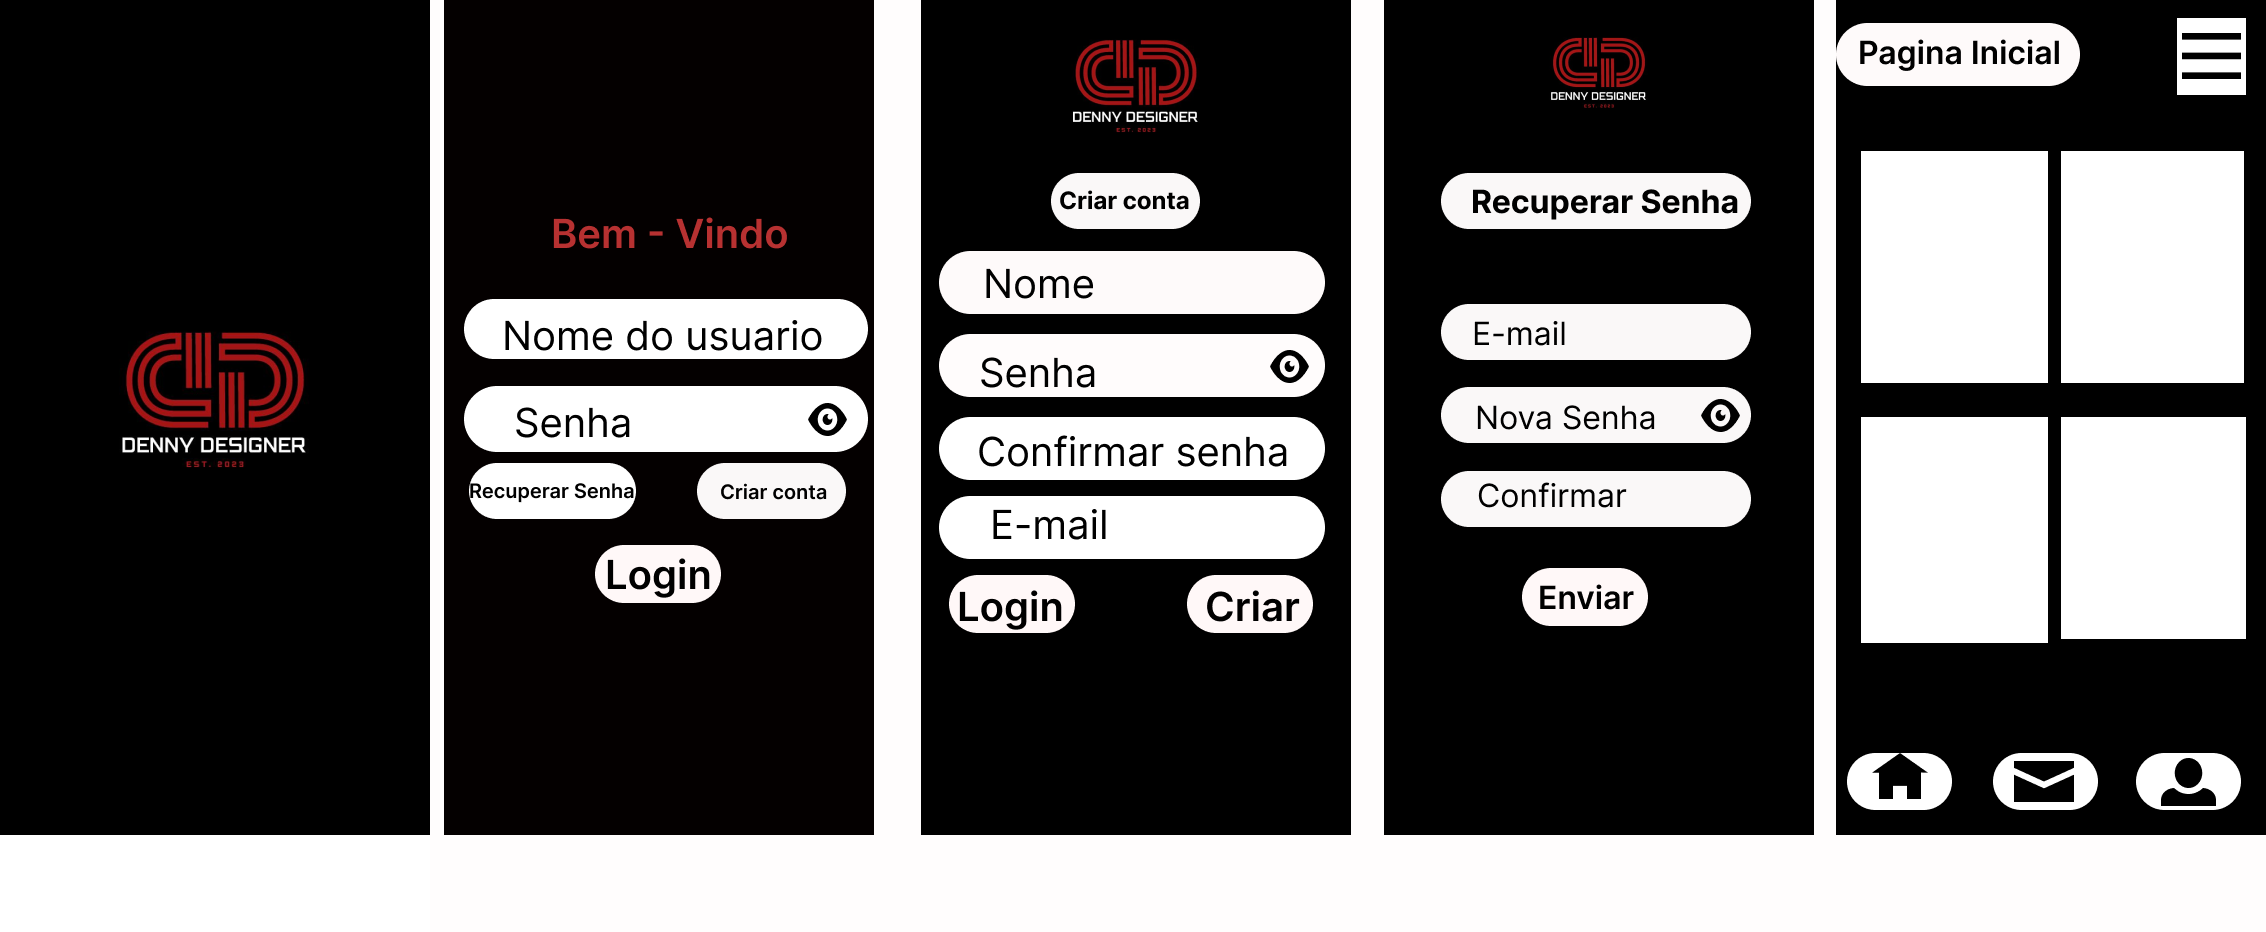 DENNY DESIGNER
EST. 2023
Bem - Vindo
Nome do usuario
Senha
Recuperar Senha
Criar conta
Login
DENNY DESIGNER
EST. 2023
Criar conta
Nome
Senha
Confirmar senha
E-mail
Login
Criar
DENNY DESIGNER
EST. 2023
Recuperar Senha
E-mail
Nova Senha
Confirmar
Enviar
Pagina Inicial